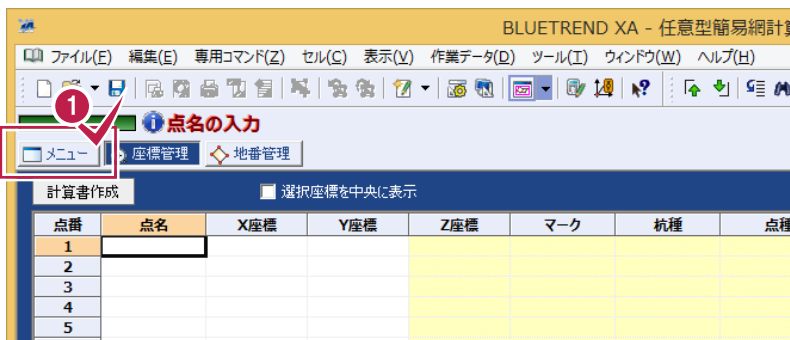 BLUETREND XA - 任意型簡易網計
ファイル(F) 編集(E) 専用コマンド(Z) セル(C) 表示(V) 作業データ(D) ツール(T) ウィンドウ(W) ヘルプ(H)
1
点名の入力
メニュー 座標管理 地番管理
計算書作成 選択座標を中央に表示
点番 点名 X座標 Y座標 Z座標 マーク 杭種 点種
1
2
3
4
5